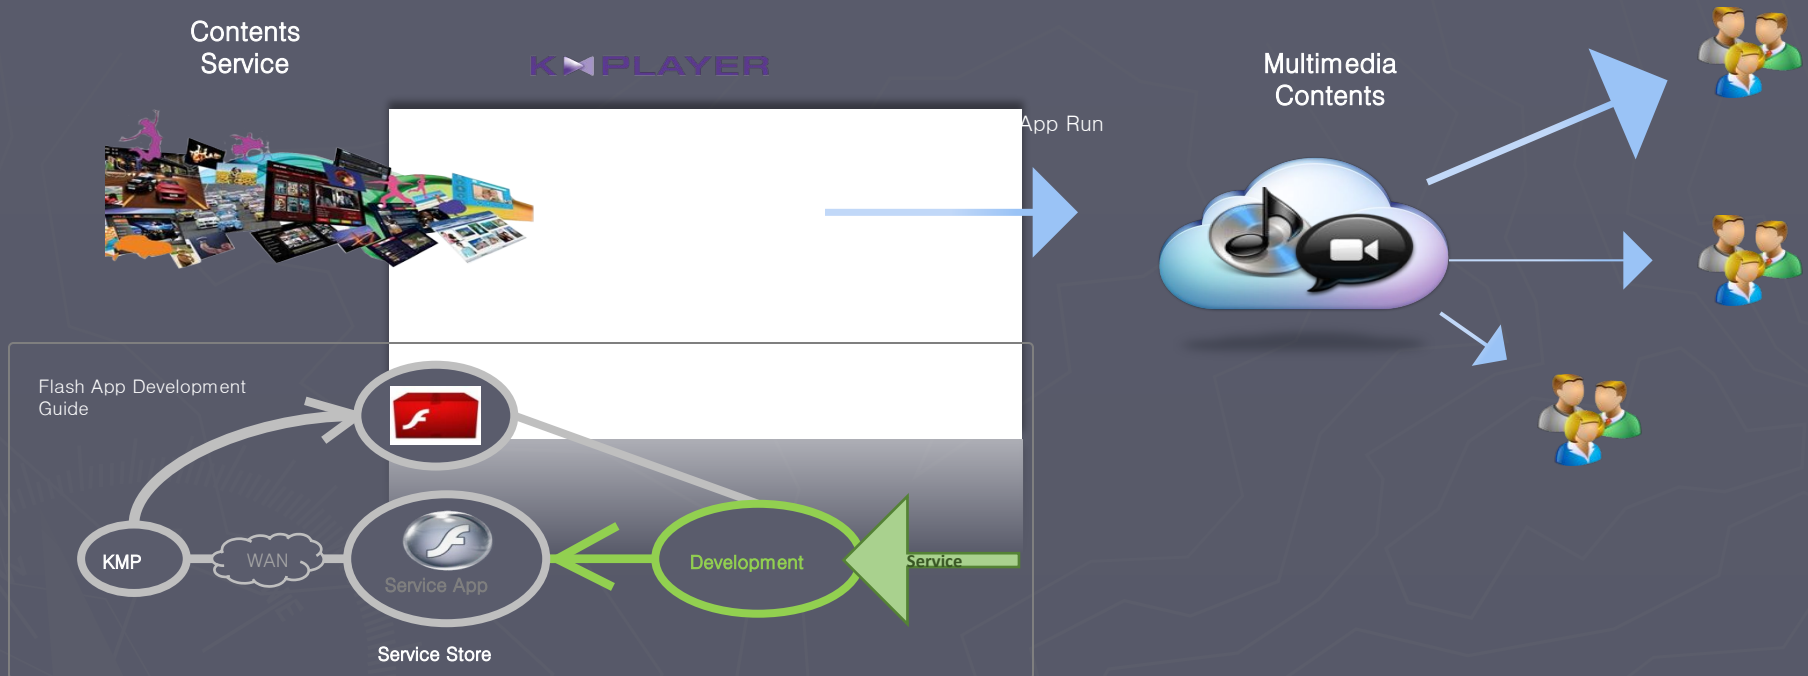 Contents
Service
KMPLAYER
Multimedia
Contents
App Run
Flash App Development
Guide
KMP
WAN
Service App
Development
Service
Service Store